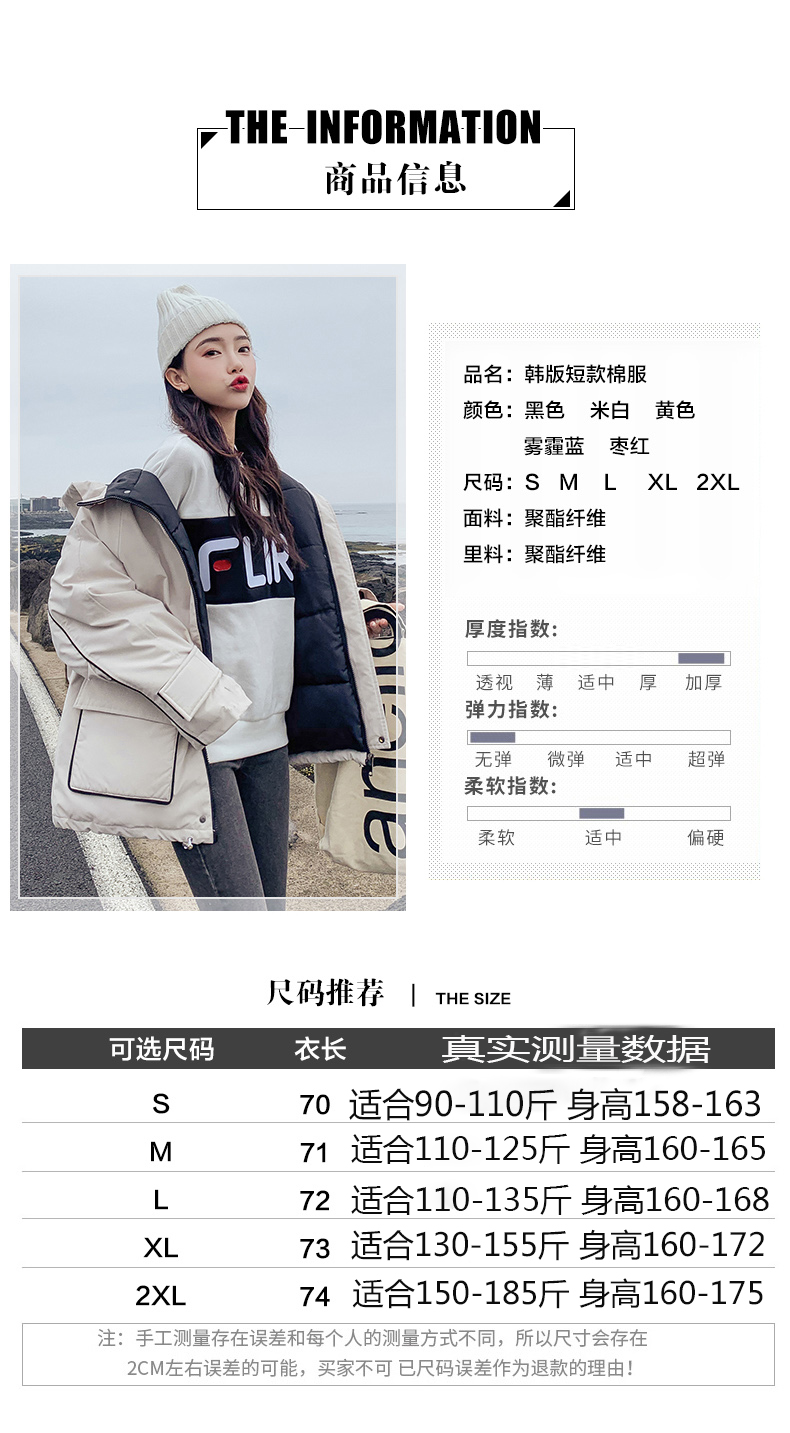 THE INFORMATION
商品信息
FLIR
品名：韩版短款棉服
颜色：黑色 米白 黄色
雾霾蓝 枣红
尺码：S M L XL 2XL
面料：聚酯纤维
里料：聚酯纤维
厚度指数:
透视 薄 适中 厚 加厚
弹力指数:
无弹 微弹 适中 超弹
柔软指数:
柔软 适中 偏硬
尺码推荐 | THE SIZE
可选尺码 衣长 真实测量数据
S 70 适合90-110斤 身高158-163
M 71 适合110-125斤 身高160-165
L 72 适合110-135斤 身高160-168
XL 73 适合130-155斤 身高160-172
2XL 74 适合150-185斤 身高160-175
注：手工测量存在误差和每个人的测量方式不同，所以尺寸会存在
2CM左右误差的可能，买家不可 已尺码误差作为退款的理由！